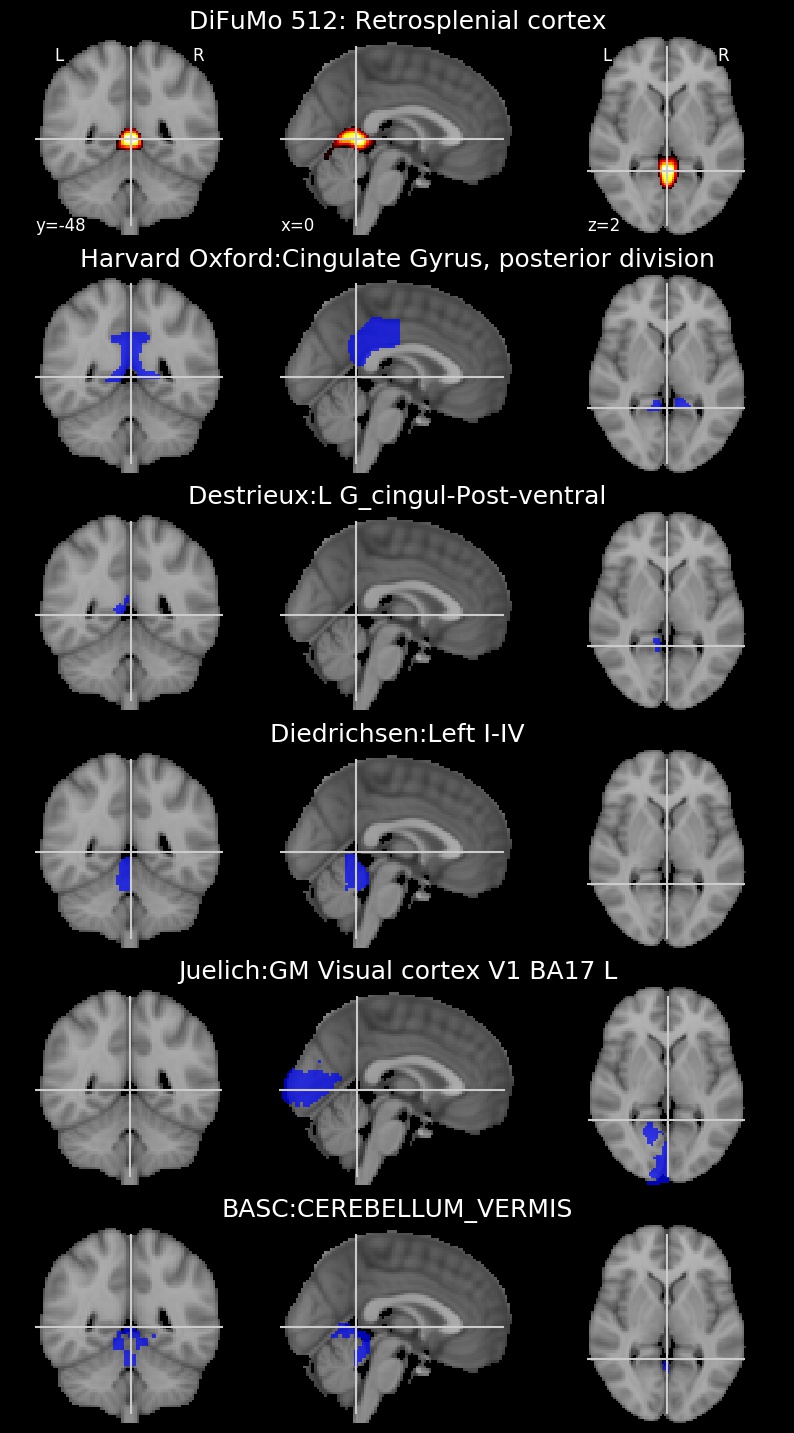 DiFuMo 512: Retrosplenial cortex
L R L R
y=-48 x=0 z=2
Harvard Oxford:Cingulate Gyrus, posterior division
Destrieux:L G_cingul-Post-ventral
Diedrichsen:Left I-IV
Juelich:GM Visual cortex V1 BA17 L
BASC:CEREBELLUM_VERMIS